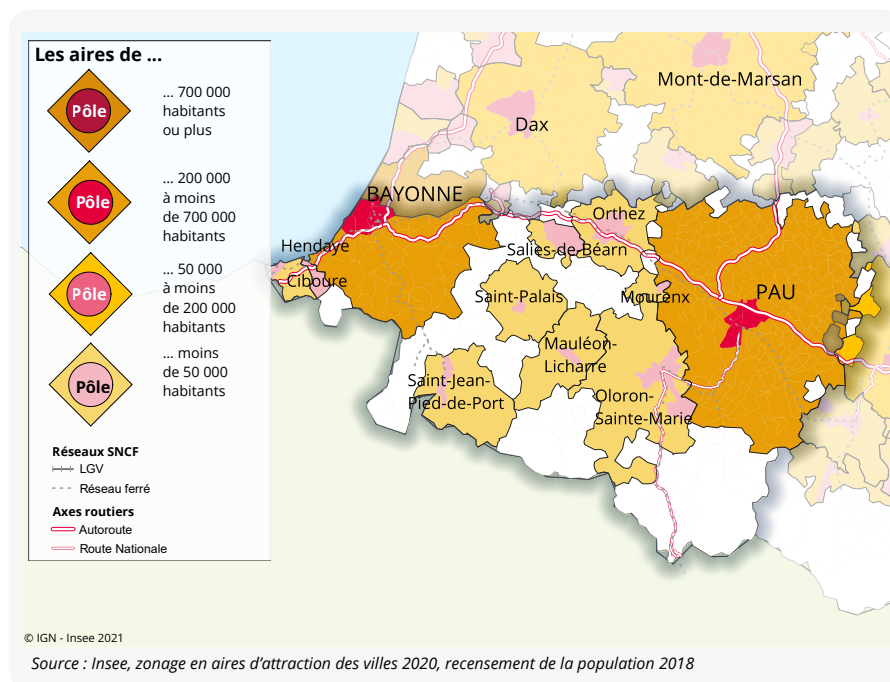 Les aires de ...
Pôle
... 700 000
habitants
ou plus
Pôle
... 200 000
à moins
de 700 000
habitants
Pôle
... 50 000
à moins
de 200 000
habitants
Pôle
... moins
de 50 000
habitants
Réseaux SNCF
LGV
Réseau ferré
Axes routiers
Autoroute
Route Nationale
Mont-de-Marsan
Dax
BAYONNE
Orthez
Hendaye
Salies-de-Béarn
Ciboure
Saint-Palais
Mourenx
PAU
Mauléon-
Licharre
Saint-Jean-
Pied-de-Port
Oloron-
Sainte-Marie
© IGN - Insee 2021
Source : Insee, zonage en aires d’attraction des villes 2020, recensement de la population 2018